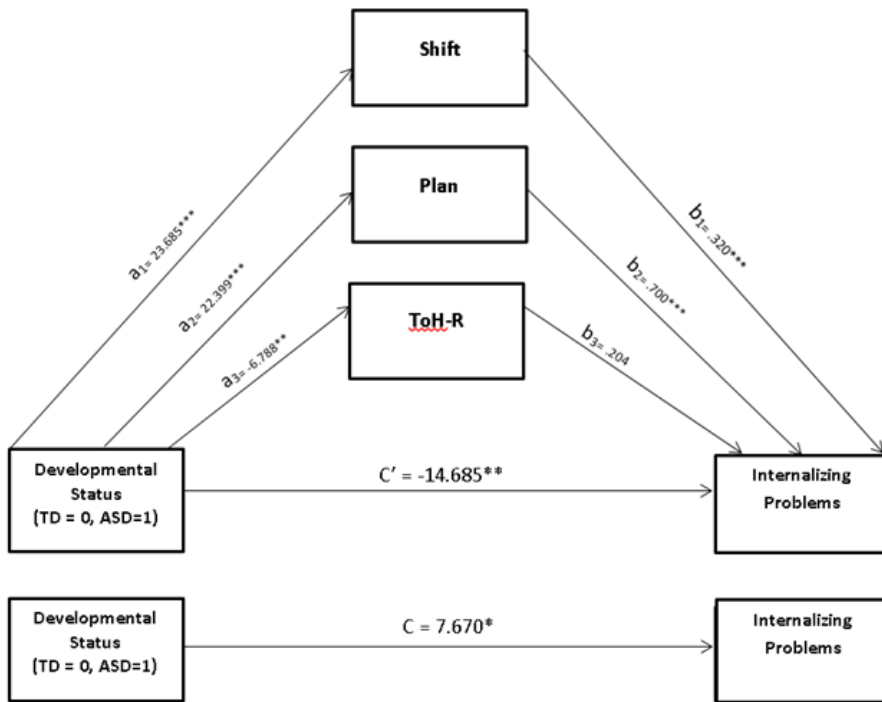 Shift
Plan
ToH-R
a1= 23.685***
a2= 22.399***
a3= -6.788**
b1= .320***
b2= .700***
b3= .204
Developmental
Status
(TD = 0, ASD=1)
C’ = -14.685**
Internalizing
Problems
Developmental
Status
(TD = 0, ASD=1)
C = 7.670*
Internalizing
Problems